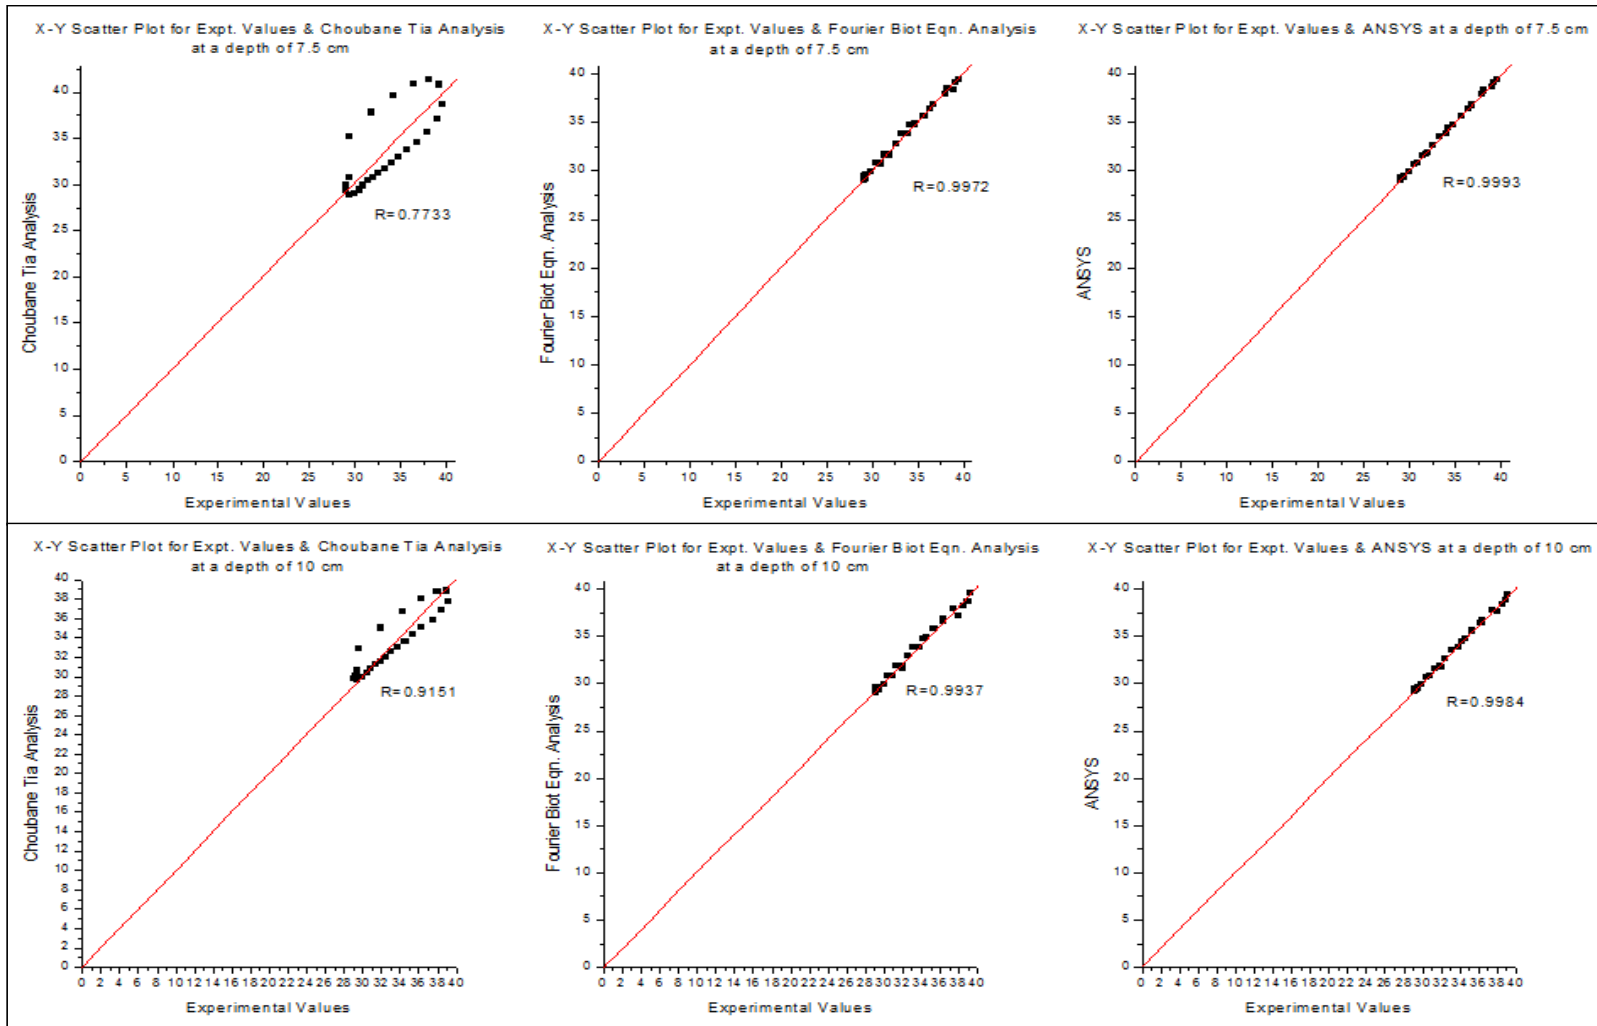 X-Y Scatter Plot for Expt. Values & Choubane Tia Analysis
at a depth of 7.5 cm
40
35
30
25
20
15
10
5
0
Choubane Tia Analysis
R=0.7733
0 5 10 15 20 25 30 35 40
Experimental Values
X-Y Scatter Plot for Expt. Values & Fourier Biot Eqn. Analysis
at a depth of 7.5 cm
40
35
30
25
20
15
10
5
0
Fourier Biot Eqn. Analysis
R=0.9972
0 5 10 15 20 25 30 35 40
Experimental Values
X-Y Scatter Plot for Expt. Values & ANSYS at a depth of 7.5 cm
40
35
30
25
20
15
10
5
0
ANSYS
R=0.9993
0 5 10 15 20 25 30 35 40
Experimental Values
X-Y Scatter Plot for Expt. Values & Choubane Tia Analysis
at a depth of 10 cm
40
38
36
34
32
30
28
26
24
22
20
18
16
14
12
10
8
6
4
2
0
Choubane Tia Analysis
R=0.9151
0 2 4 6 8 10 12 14 16 18 20 22 24 26 28 30 32 34 36 38 40
Experimental Values
X-Y Scatter Plot for Expt. Values & Fourier Biot Eqn. Analysis
at a depth of 10 cm
40
35
30
25
20
15
10
5
0
Fourier Biot Eqn. Analysis
R=0.9937
0 2 4 6 8 10 12 14 16 18 20 22 24 26 28 30 32 34 36 38 40
Experimental Values
X-Y Scatter Plot for Expt. Values & ANSYS at a depth of 10 cm
40
35
30
25
20
15
10
5
0
ANSYS
R=0.9984
0 2 4 6 8 10 12 14 16 18 20 22 24 26 28 30 32 34 36 38 40
Experimental Values